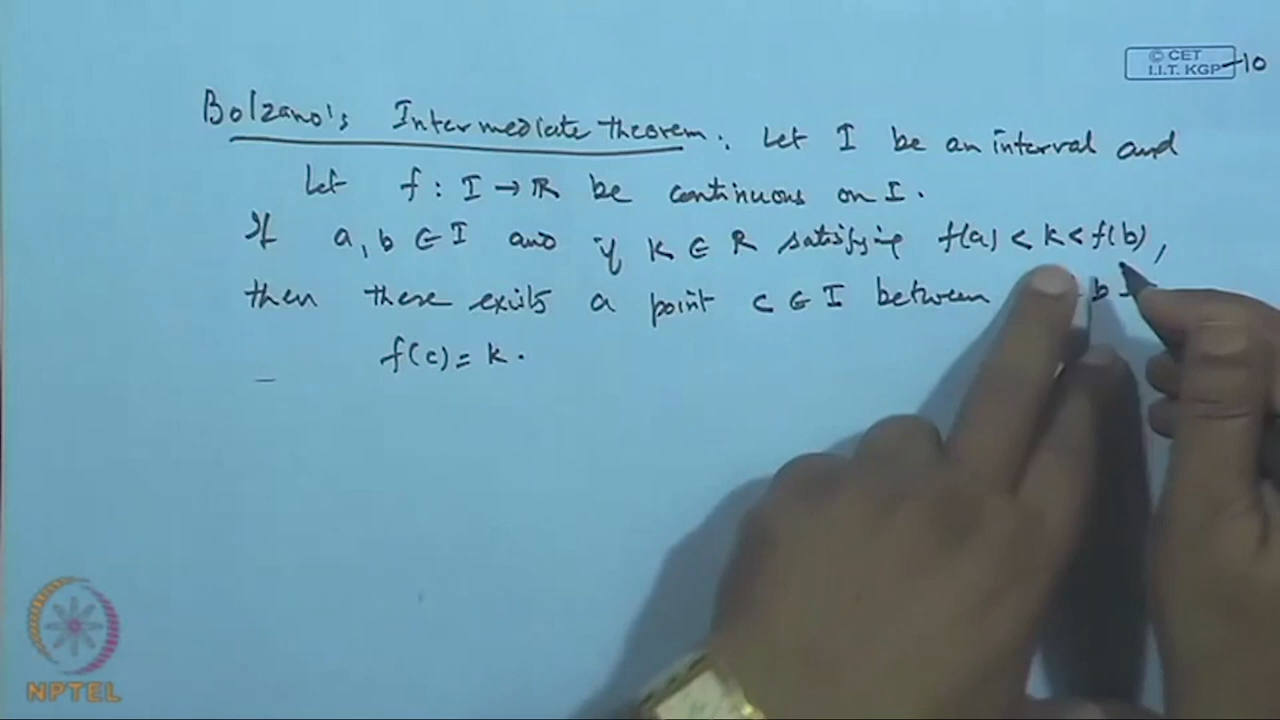 © CET
I.I.T. KGP
-10
Bolzano's Intermediate theorem. Let I be an interval and
Let f : I → R be continuous on I.
If a, b ∈ I and if k ∈ R satisfying f(a) < k < f(b),
then there exists a point c ∈ I between b
f(c) = k.
NPTEL